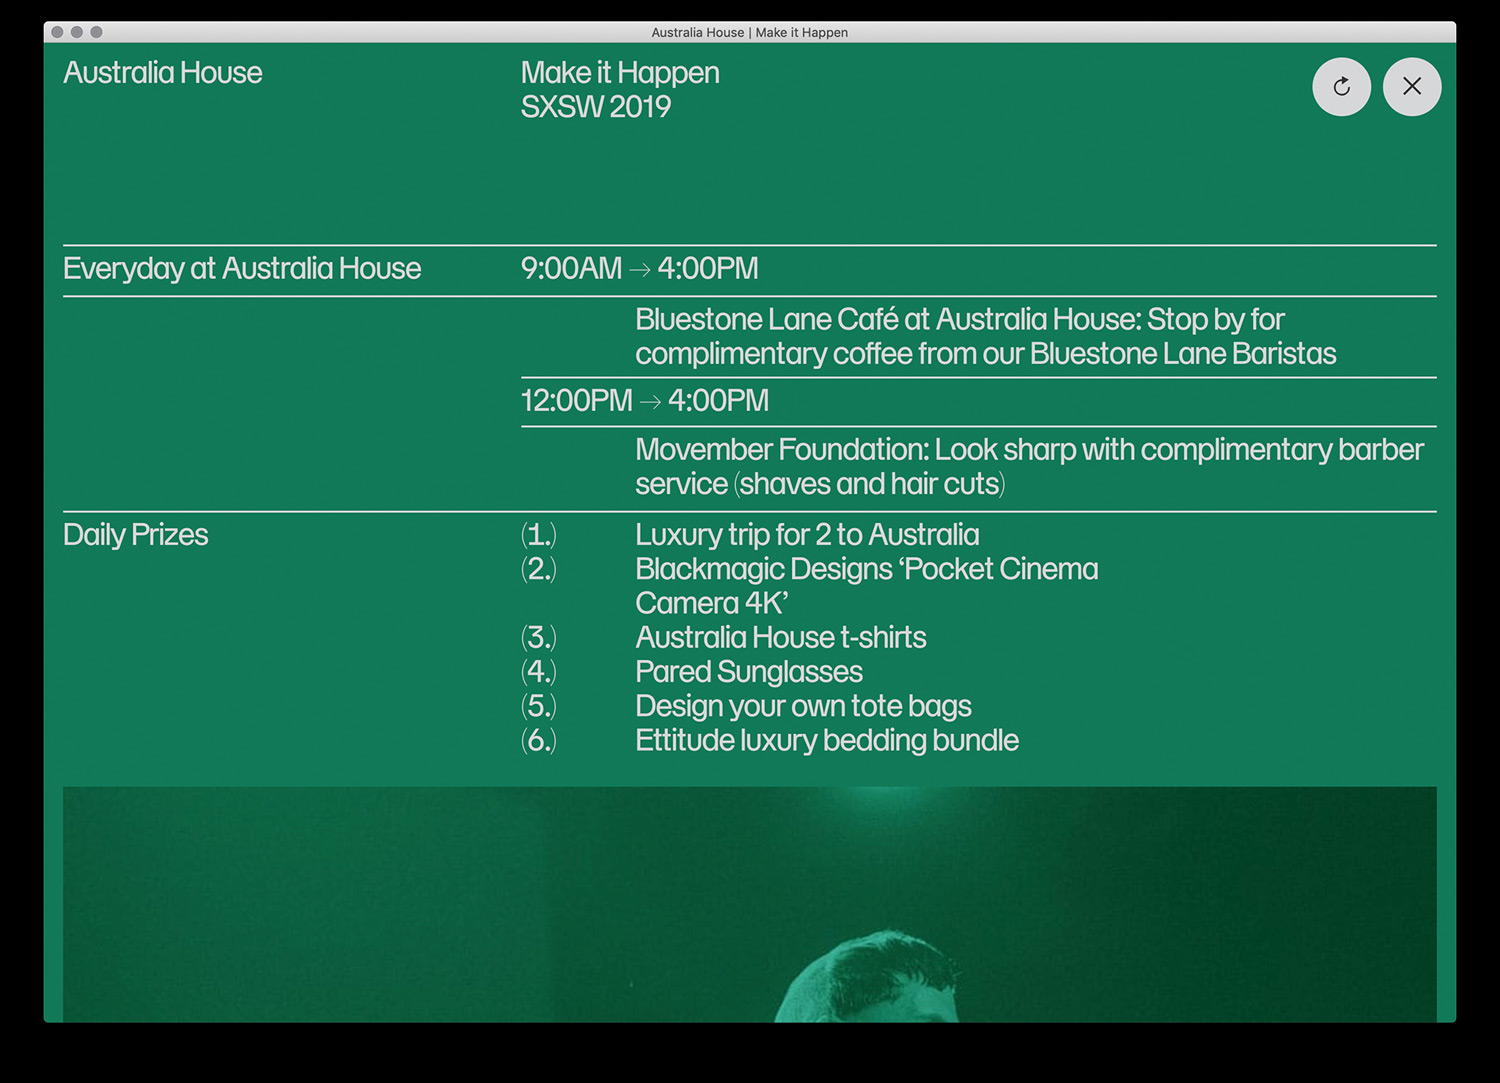 Australia House | Make it Happen
Australia House
Make it Happen
SXSW 2019
Everyday at Australia House
9:00AM → 4:00PM
Bluestone Lane Café at Australia House: Stop by for
complimentary coffee from our Bluestone Lane Baristas
12:00PM → 4:00PM
Movember Foundation: Look sharp with complimentary barber
service (shaves and hair cuts)
Daily Prizes
(1.) Luxury trip for 2 to Australia
(2.) Blackmagic Designs ‘Pocket Cinema
Camera 4K’
(3.) Australia House t-shirts
(4.) Pared Sunglasses
(5.) Design your own tote bags
(6.) Ettitude luxury bedding bundle